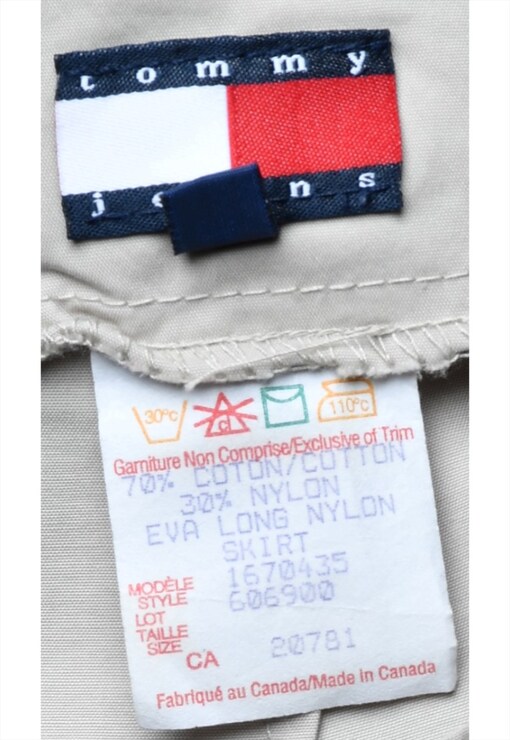 tommy
j ns
30°c cl 110°c
Garniture Non Comprise/Exclusive of Trim
70% COTON/COTTON
30% NYLON
EVA LONG NYLON
SKIRT
MODÈLE 1670435
STYLE 606900
LOT
TAILLE
SIZE 20781
CA
Fabriqué au Canada/Made in Canada